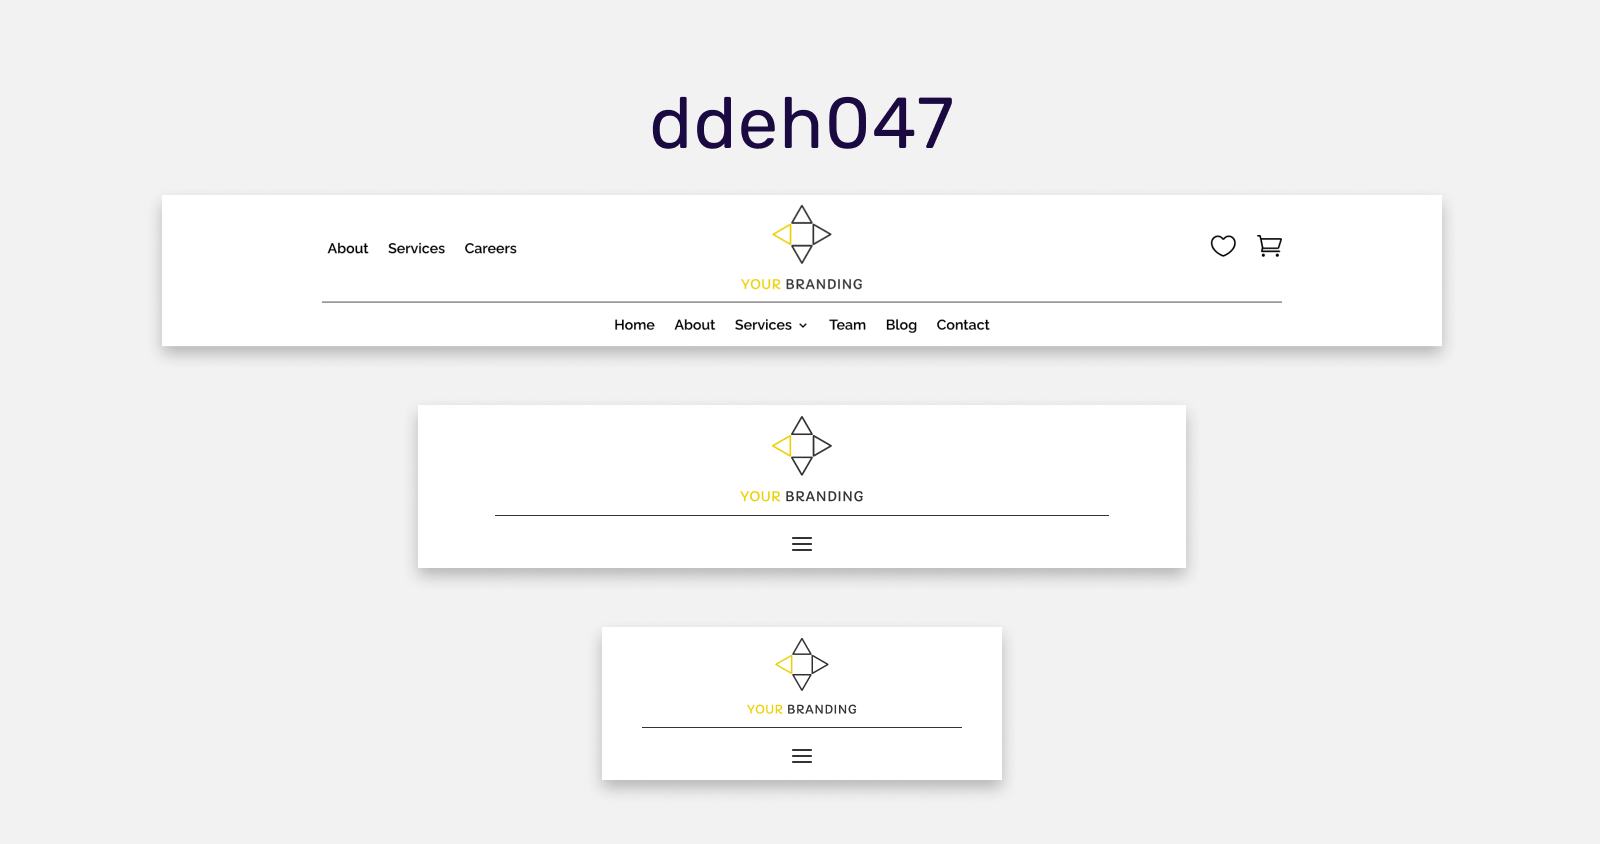 ddeh047
About Services Careers
YOUR BRANDING
Home About Services Team Blog Contact
YOUR BRANDING
YOUR BRANDING